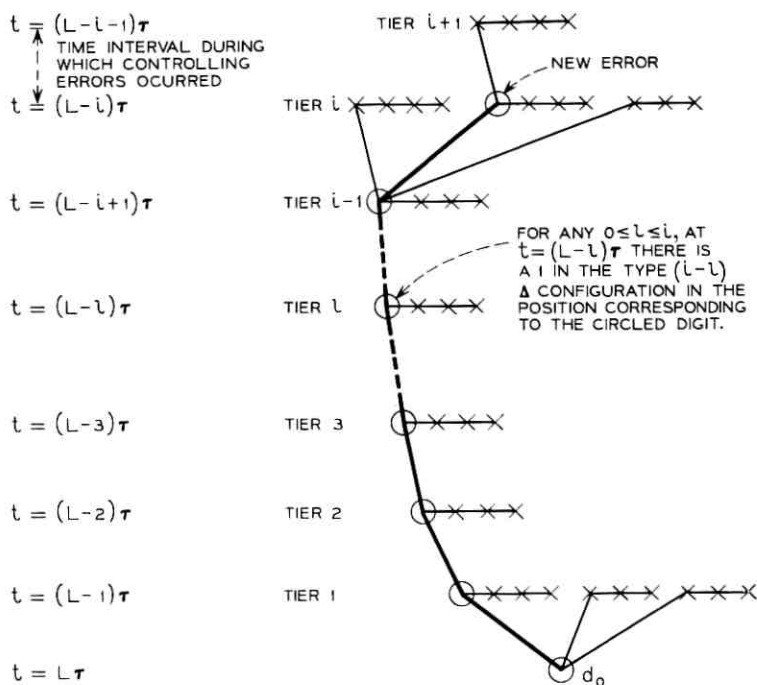 t = (L-i-1)τ
TIER i+1
TIME INTERVAL DURING
WHICH CONTROLLING
ERRORS OCURRED
NEW ERROR
t = (L-i)τ
TIER i
t = (L-i+1)τ
TIER i-1
FOR ANY 0≤l≤i, AT
t=(L-l)τ THERE IS
A 1 IN THE TYPE (i-l)
Δ CONFIGURATION IN THE
POSITION CORRESPONDING
TO THE CIRCLED DIGIT.
t = (L-l)τ
TIER l
t = (L-3)τ
TIER 3
t = (L-2)τ
TIER 2
t = (L-1)τ
TIER 1
t = Lτ
d₀